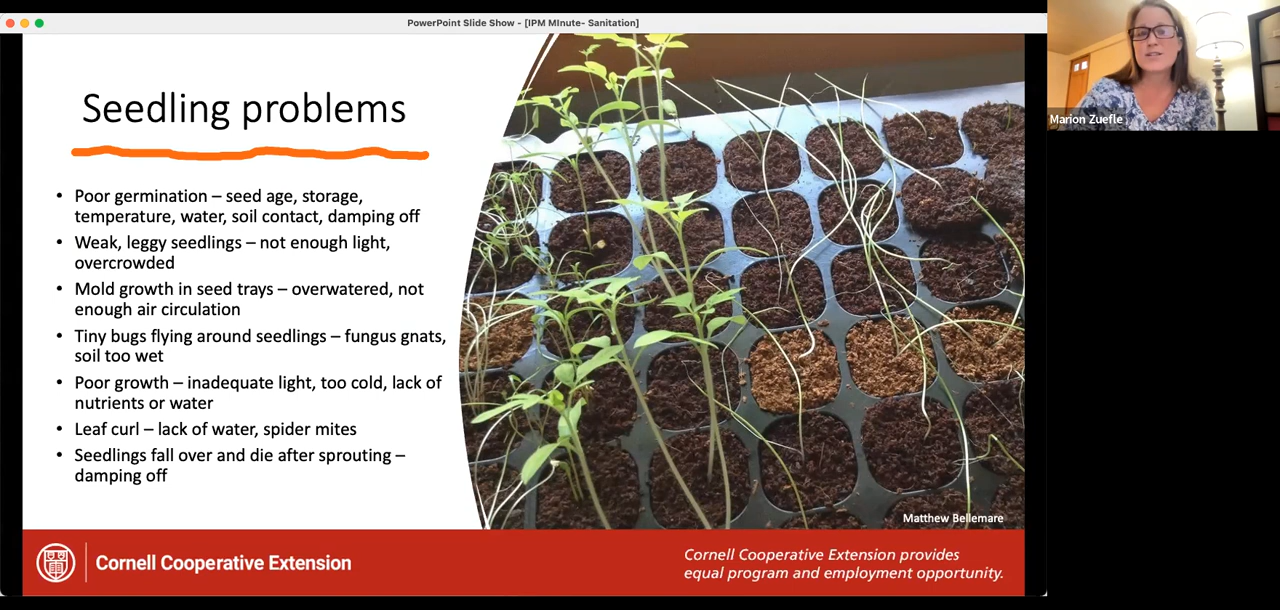 PowerPoint Slide Show - [IPM MInute- Sanitation]
Seedling problems
• Poor germination – seed age, storage,
temperature, water, soil contact, damping off
• Weak, leggy seedlings – not enough light,
overcrowded
• Mold growth in seed trays – overwatered, not
enough air circulation
• Tiny bugs flying around seedlings – fungus gnats,
soil too wet
• Poor growth – inadequate light, too cold, lack of
nutrients or water
• Leaf curl – lack of water, spider mites
• Seedlings fall over and die after sprouting –
damping off
Matthew Bellemare
Cornell Cooperative Extension
Cornell Cooperative Extension provides
equal program and employment opportunity.
Marion Zuefle